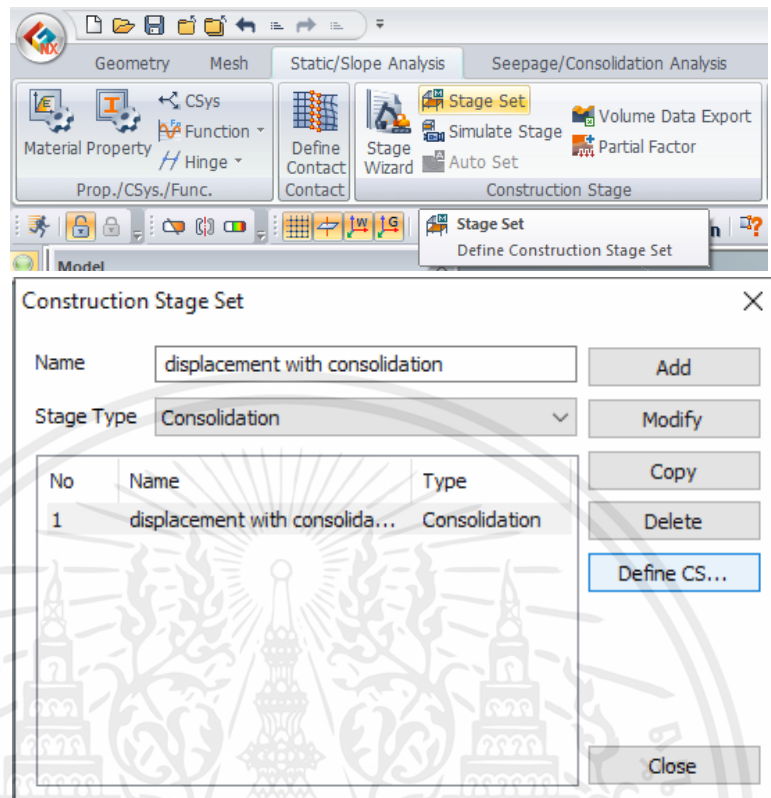 NX
Geometry Mesh Static/Slope Analysis Seepage/Consolidation Analysis
Material Property CSys Function Hinge
Define Contact
Stage Wizard
Stage Set Simulate Stage Auto Set
Volume Data Export Partial Factor
Prop./CSys./Func. Contact Construction Stage
W G
Stage Set
Define Construction Stage Set
Model
Construction Stage Set
Name displacement with consolidation Add
Stage Type Consolidation Modify
No Name Type Copy
1 displacement with consolida... Consolidation Delete
Define CS...
Close